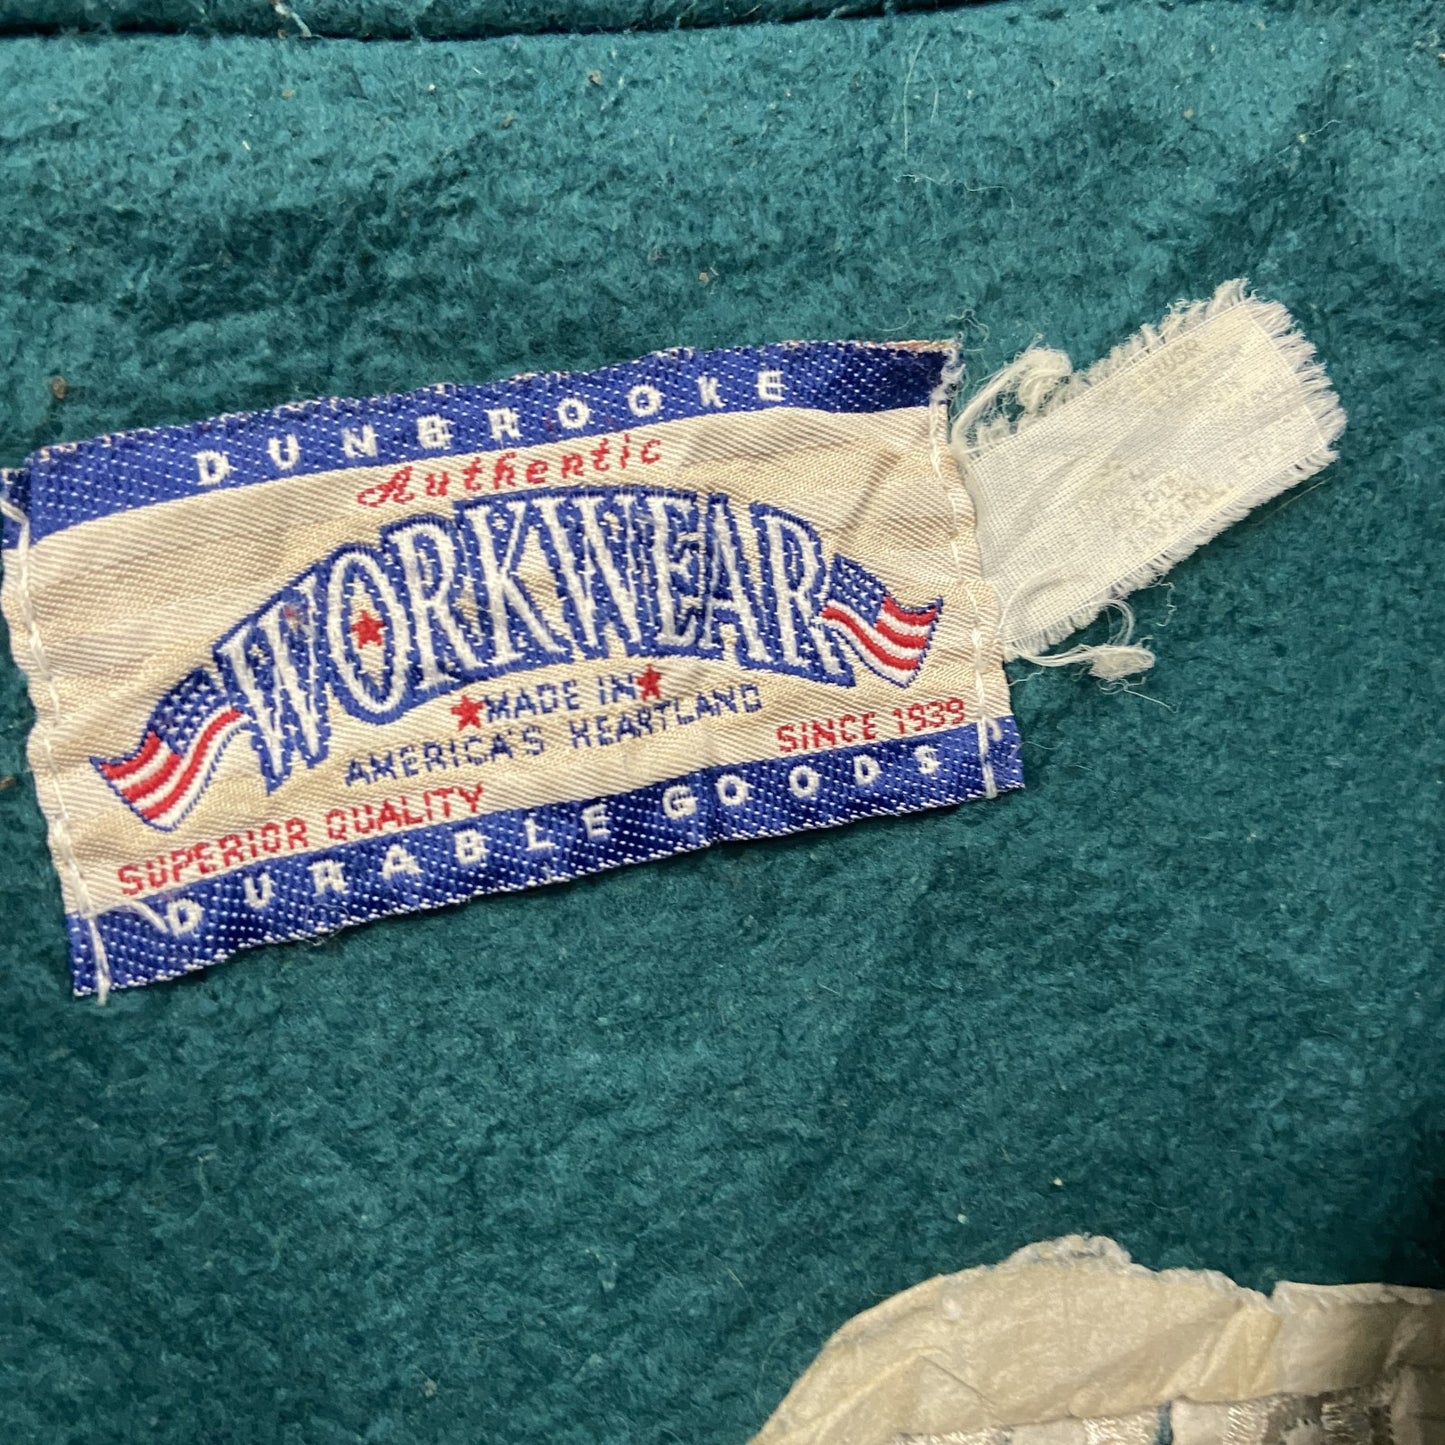 DUNBROOKE
Authentic
WORKWEAR
MADE IN
AMERICA'S HEARTLAND
SINCE 1939
SUPERIOR QUALITY
DURABLE GOODS